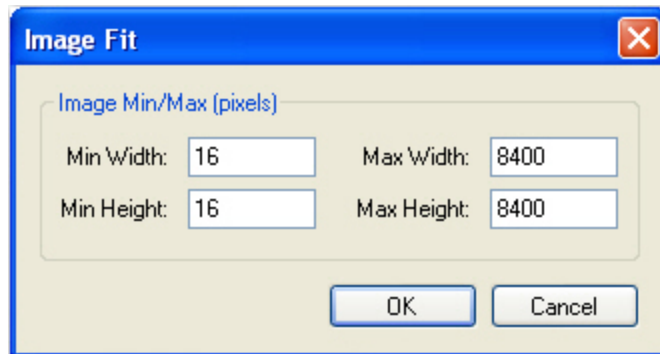 Image Fit
Image Min/Max (pixels)
Min Width: 16 Max Width: 8400
Min Height: 16 Max Height: 8400
OK Cancel